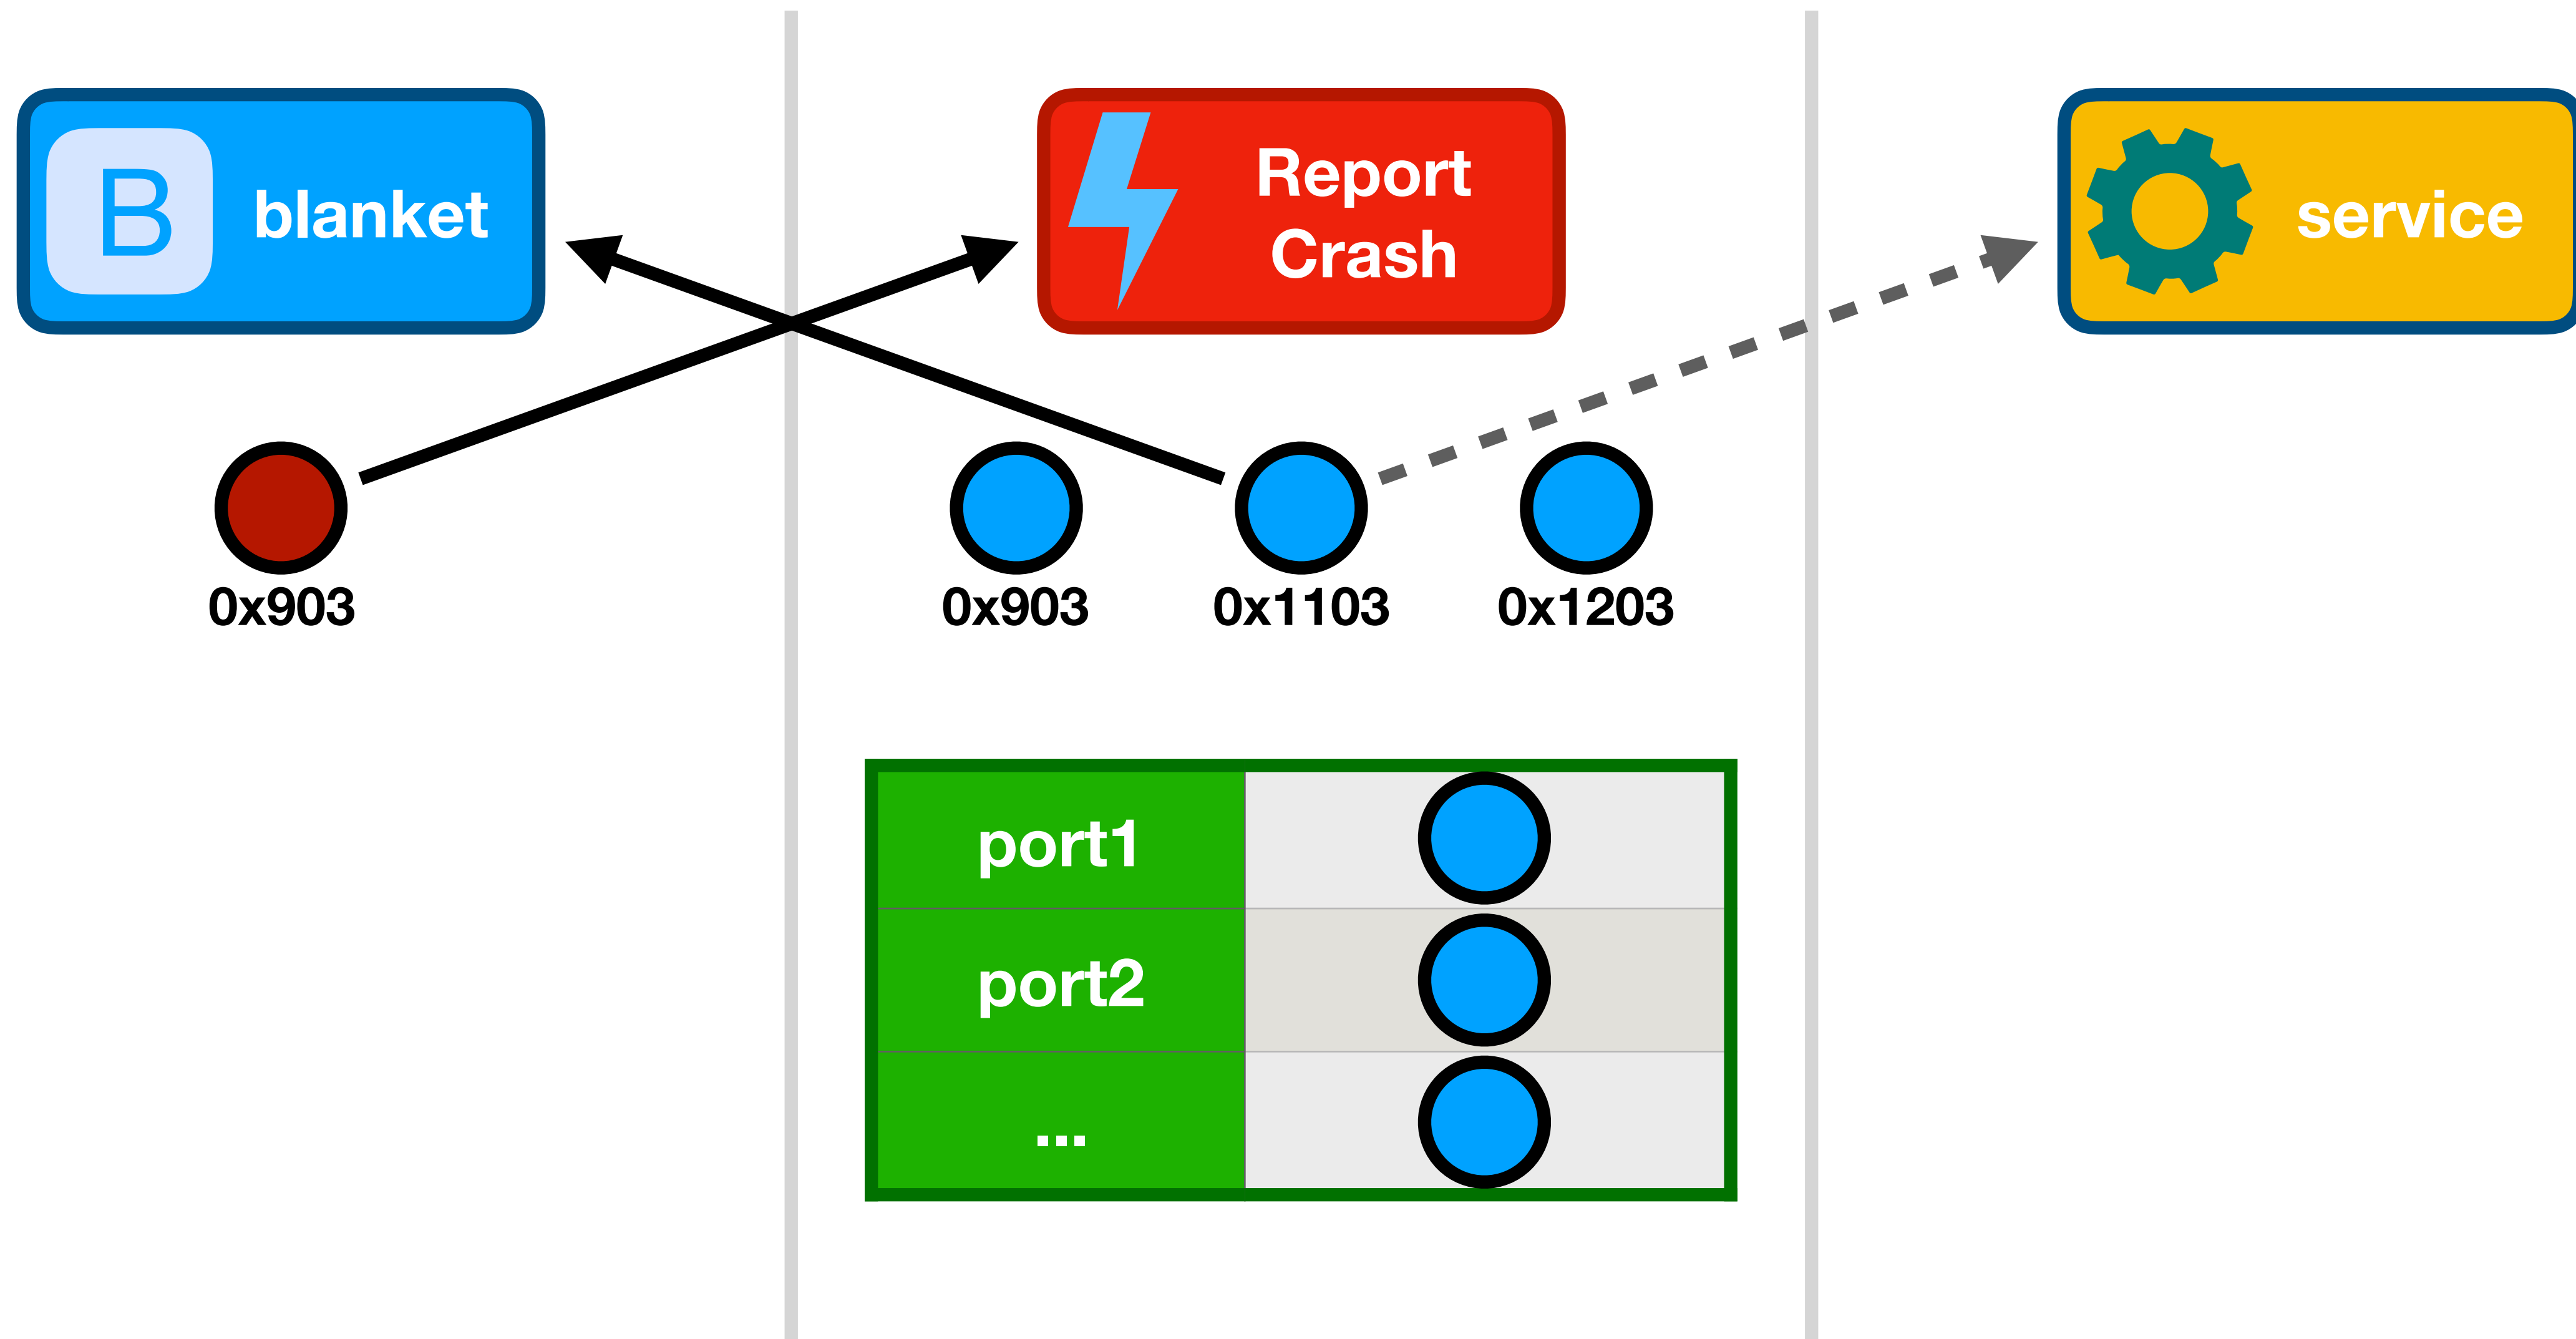 B
blanket
Report
Crash
service
0x903
0x903
0x1103
0x1203
port1
port2
...